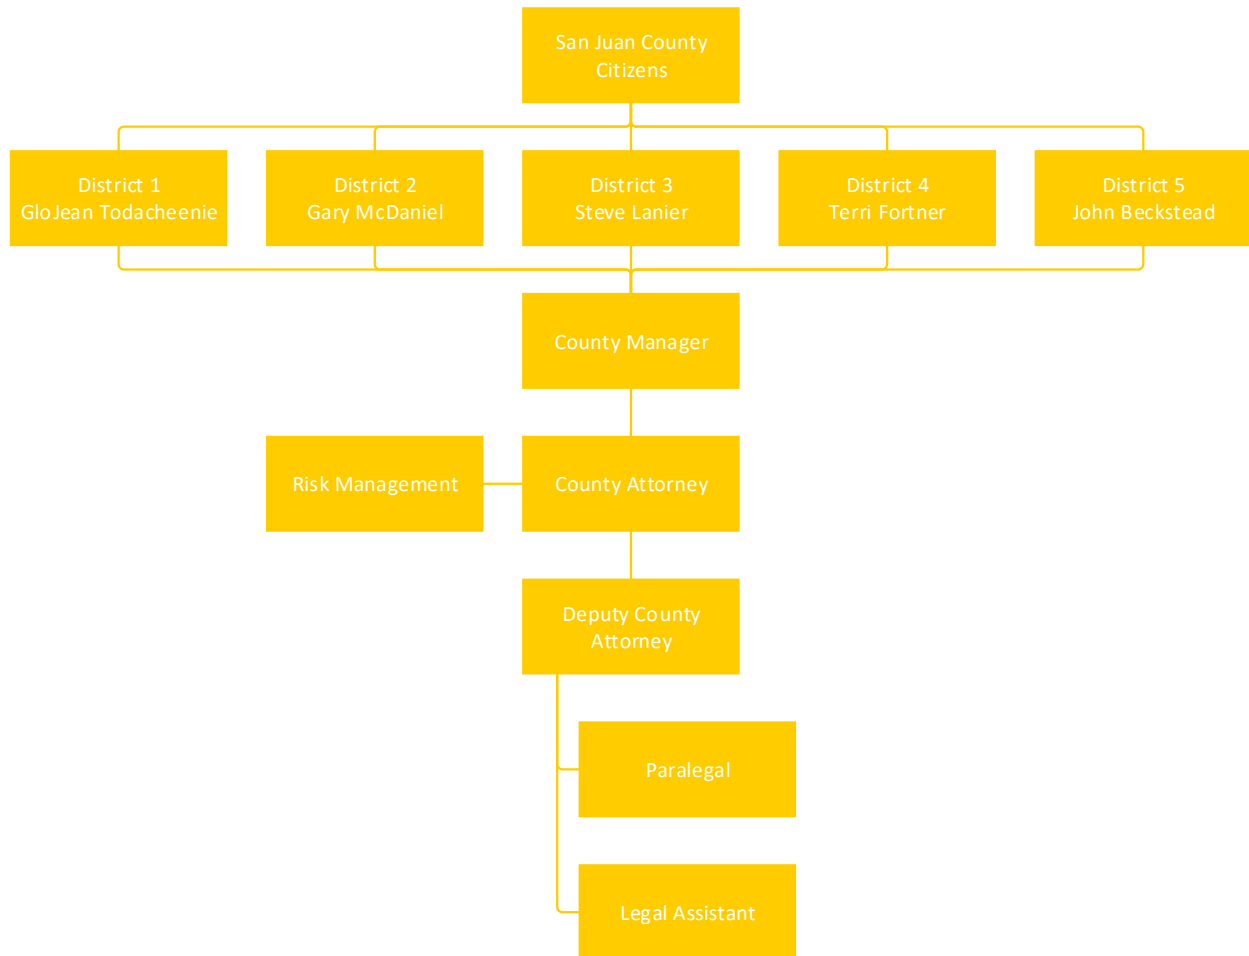 San Juan County
Citizens
District 1
GloJean Todacheenie
District 2
Gary McDaniel
District 3
Steve Lanier
District 4
Terri Fortner
District 5
John Beckstead
County Manager
Risk Management
County Attorney
Deputy County
Attorney
Paralegal
Legal Assistant